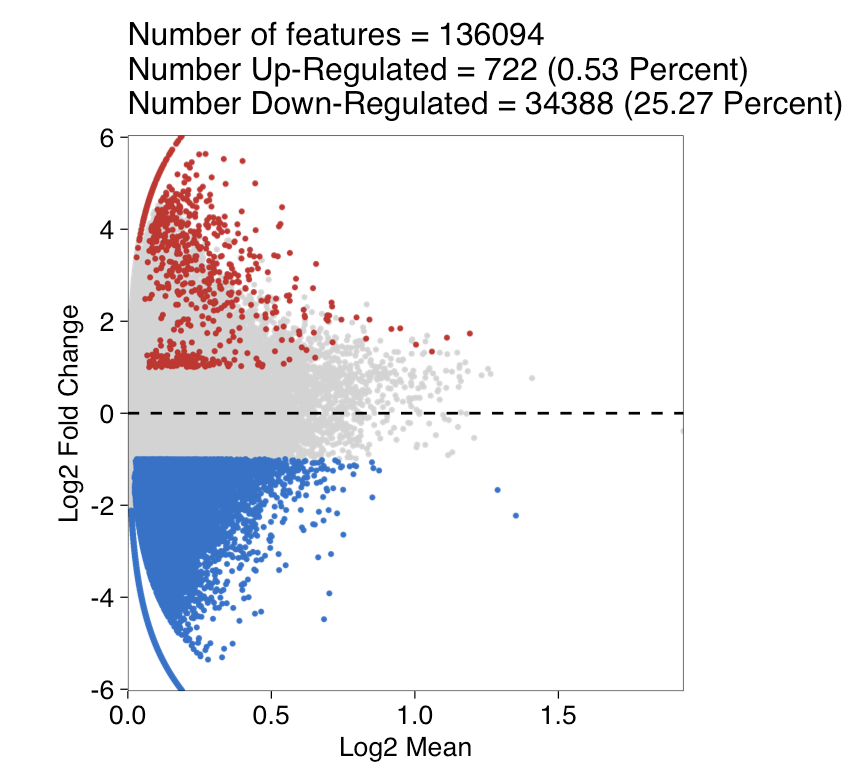 Number of features = 136094
Number Up-Regulated = 722 (0.53 Percent)
Number Down-Regulated = 34388 (25.27 Percent)
6
4
2
0
-2
-4
-6
Log2 Fold Change
0.0 0.5 1.0 1.5
Log2 Mean